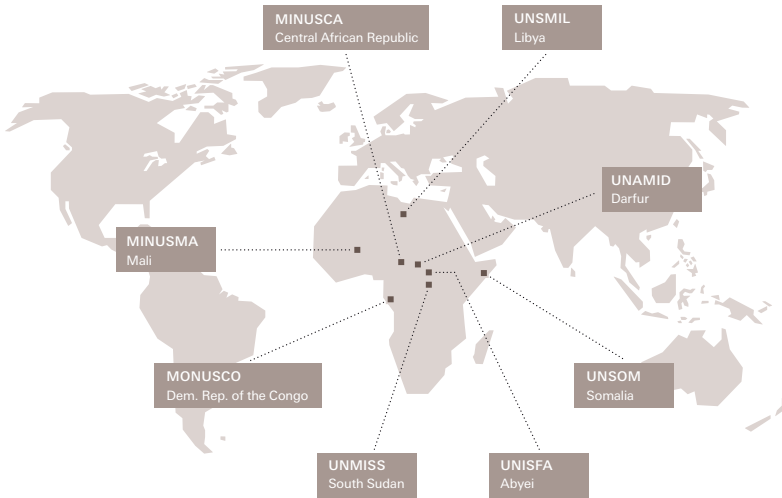 MINUSCA
Central African Republic
UNSMIL
Libya
UNAMID
Darfur
MINUSMA
Mali
MONUSCO
Dem. Rep. of the Congo
UNSOM
Somalia
UNMISS
South Sudan
UNISFA
Abyei